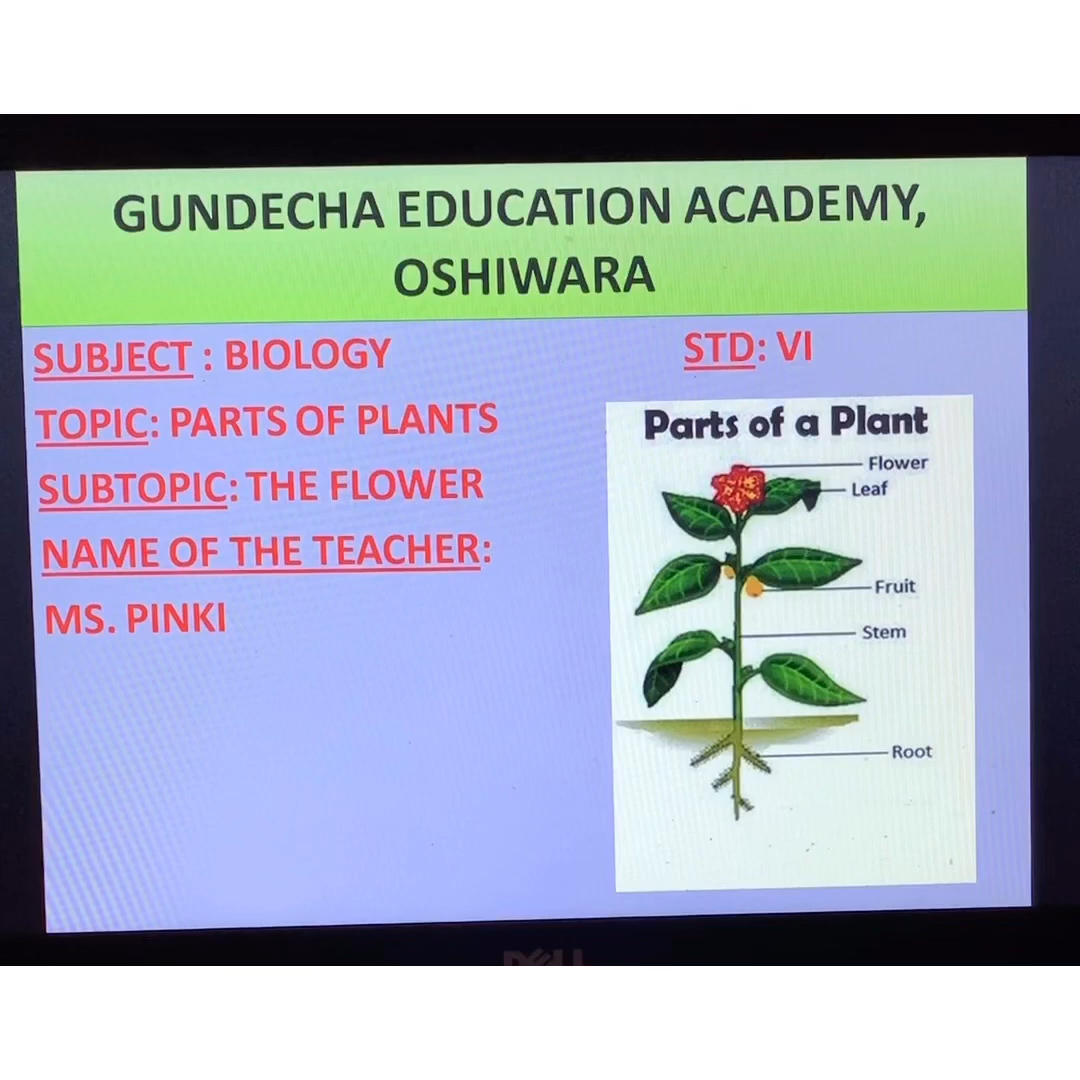 GUNDECHA EDUCATION ACADEMY,
OSHIWARA
SUBJECT : BIOLOGY
STD: VI
TOPIC: PARTS OF PLANTS
SUBTOPIC: THE FLOWER
NAME OF THE TEACHER:
MS. PINKI
Parts of a Plant
Flower
Leaf
Fruit
Stem
Root
DELL